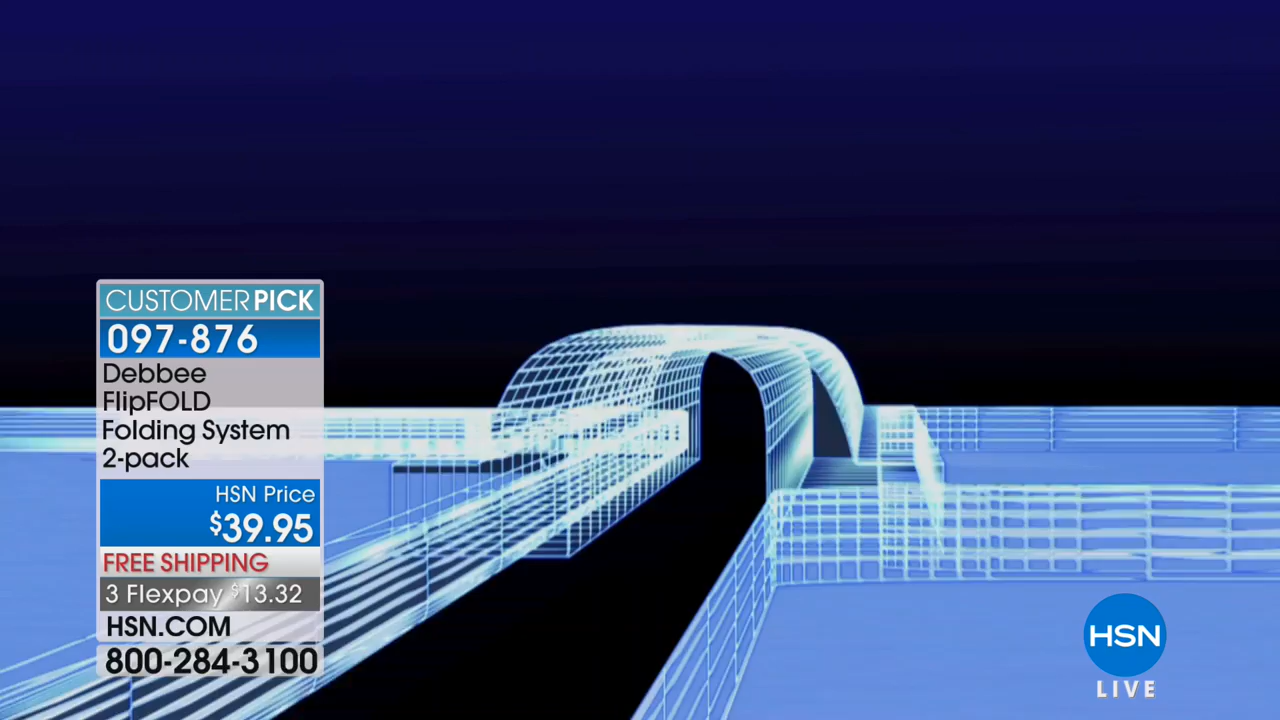 CUSTOMERPICK
097-876
Debbee
FlipFOLD
Folding System
2-pack
HSN Price
$39.95
FREE SHIPPING
3 Flexpay $13.32
HSN.COM
800-284-3100
HSN
LIVE